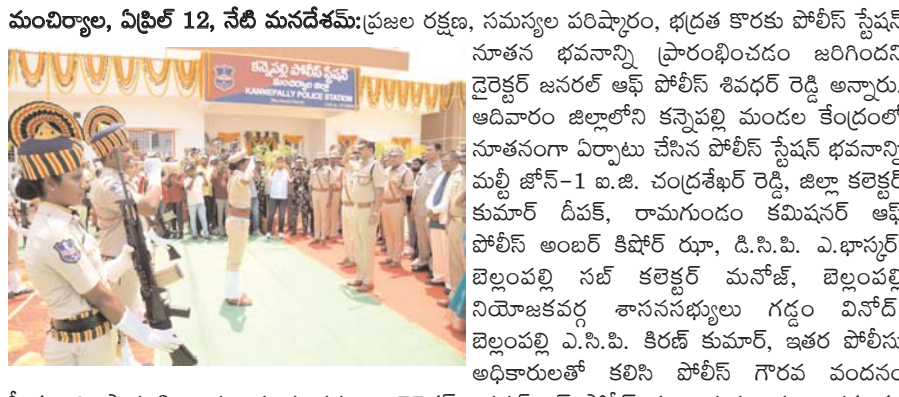 మంచిర్యాల, ఏప్రిల్ 12, నేటి మనదేశమ్:ప్రజల రక్షణ, సమస్యల పరిష్కారం, భద్రత కొరకు పోలీస్ స్టేషన్
నూతన భవనాన్ని ప్రారంభించడం జరిగిందని
డైరెక్టర్ జనరల్ ఆఫ్ పోలీస్ శివధర్ రెడ్డి అన్నారు.
ఆదివారం జిల్లాలోని కన్నెపల్లి మండల కేంద్రంలో
నూతనంగా ఏర్పాటు చేసిన పోలీస్ స్టేషన్ భవనాన్ని
మల్టీ జోన్-1 ఐ.జి. చంద్రశేఖర్ రెడ్డి, జిల్లా కలెక్టర్
కుమార్ దీపక్, రామగుండం కమిషనర్ ఆఫ్
పోలీస్ అంబర్ కిషోర్ ఝా, డి.సి.పి. ఎ.భాస్కర్,
బెల్లంపల్లి సబ్ కలెక్టర్ మనోజ్, బెల్లంపల్లి
నియోజకవర్గ శాసనసభ్యులు గడ్డం వినోద్,
బెల్లంపల్లి ఎ.సి.పి. కిరణ్ కుమార్, ఇతర పోలీసు
అధికారులతో కలిసి పోలీస్ గౌరవ వందనం
కన్నెపల్లి పోలీస్ స్టేషన్
మంచిర్యాల జిల్లా
KANNEPALLY POLICE STATION